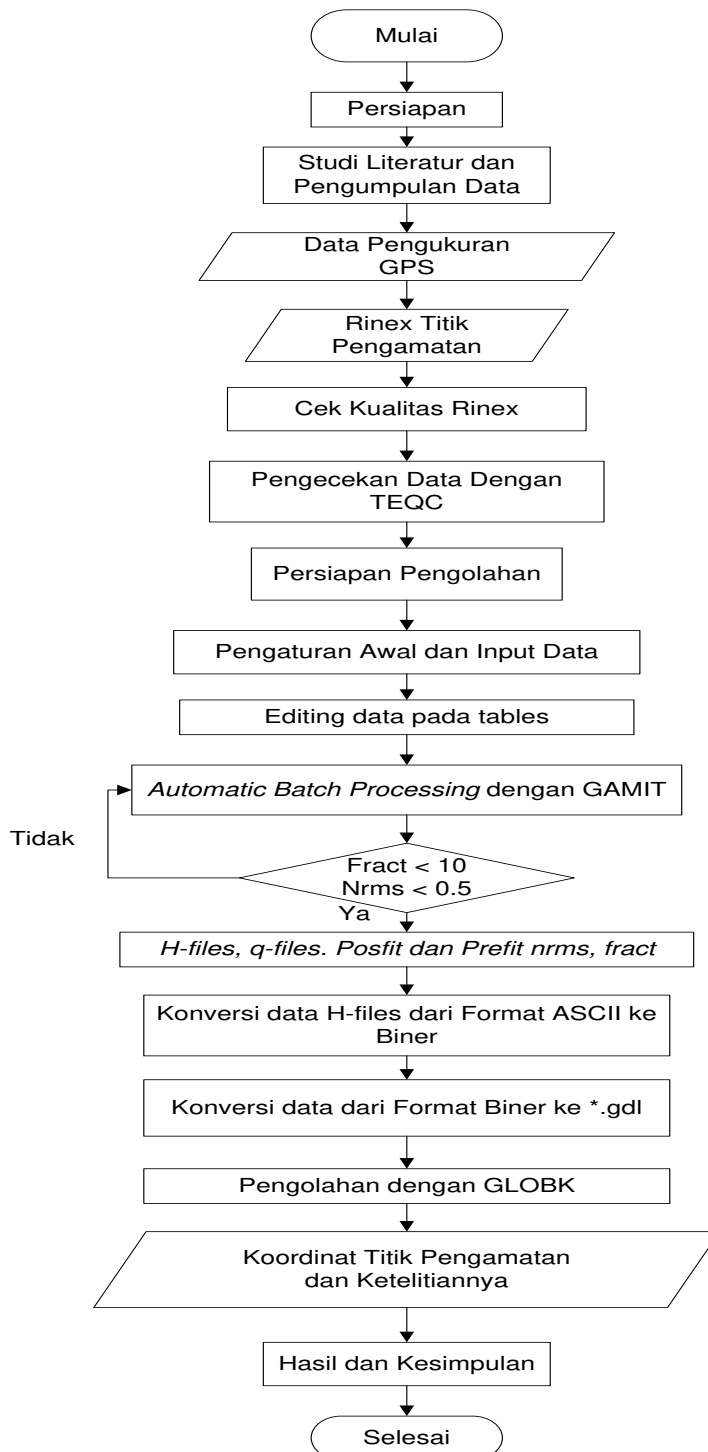 Mulai
Persiapan
Studi Literatur dan
Pengumpulan Data
Data Pengukuran
GPS
Rinex Titik
Pengamatan
Cek Kualitas Rinex
Pengecekan Data Dengan
TEQC
Persiapan Pengolahan
Pengaturan Awal dan Input Data
Editing data pada tables
Automatic Batch Processing dengan GAMIT
Tidak
Fract < 10
Nrms < 0.5
Ya
H-files, q-files. Posfit dan Prefit nrms, fract
Konversi data H-files dari Format ASCII ke
Biner
Konversi data dari Format Biner ke *.gdl
Pengolahan dengan GLOBK
Koordinat Titik Pengamatan
dan Ketelitiannya
Hasil dan Kesimpulan
Selesai